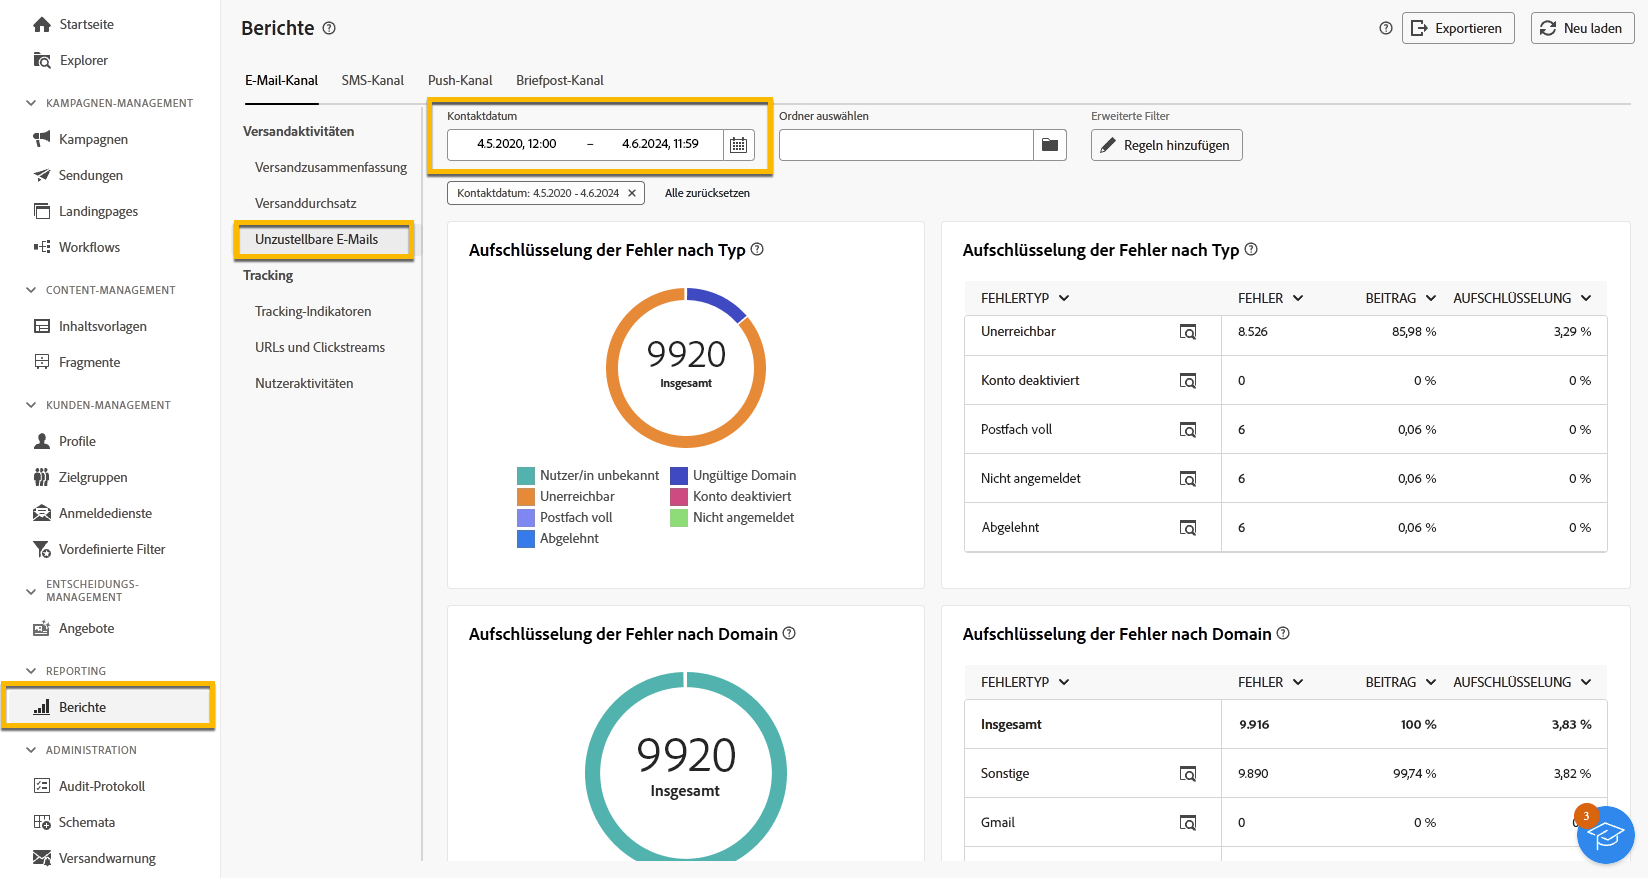 Startseite
Explorer
KAMPAGNEN-MANAGEMENT
Kampagnen
Sendungen
Landingpages
Workflows
CONTENT-MANAGEMENT
Inhaltsvorlagen
Fragmente
KUNDEN-MANAGEMENT
Profile
Zielgruppen
Anmeldedienste
Vordefinierte Filter
ENTSCHEIDUNGS-
MANAGEMENT
Angebote
REPORTING
Berichte
ADMINISTRATION
Audit-Protokoll
Schemata
Versandwarnung
Berichte
Exportieren
Neu laden
E-Mail-Kanal SMS-Kanal Push-Kanal Briefpost-Kanal
Versandaktivitäten
Versandzusammenfassung
Versanddurchsatz
Unzustellbare E-Mails
Tracking
Tracking-Indikatoren
URLs und Clickstreams
Nutzeraktivitäten
Kontaktdatum
4.5.2020, 12:00 – 4.6.2024, 11:59
Ordner auswählen
Erweiterte Filter
Regeln hinzufügen
Kontaktdatum: 4.5.2020 - 4.6.2024
Alle zurücksetzen
Aufschlüsselung der Fehler nach Typ
9920
Insgesamt
Nutzer/in unbekannt Ungültige Domain
Unerreichbar Konto deaktiviert
Postfach voll Nicht angemeldet
Abgelehnt
Aufschlüsselung der Fehler nach Typ
FEHLERTYP FEHLER BEITRAG AUFSCHLÜSSELUNG
Unerreichbar 8.526 85,98 % 3,29 %
Konto deaktiviert 0 0 % 0 %
Postfach voll 6 0,06 % 0 %
Nicht angemeldet 6 0,06 % 0 %
Abgelehnt 6 0,06 % 0 %
Aufschlüsselung der Fehler nach Domain
9920
Insgesamt
Aufschlüsselung der Fehler nach Domain
FEHLERTYP FEHLER BEITRAG AUFSCHLÜSSELUNG
Insgesamt 9.916 100 % 3,83 %
Sonstige 9.890 99,74 % 3,82 %
Gmail 0 0 %
3